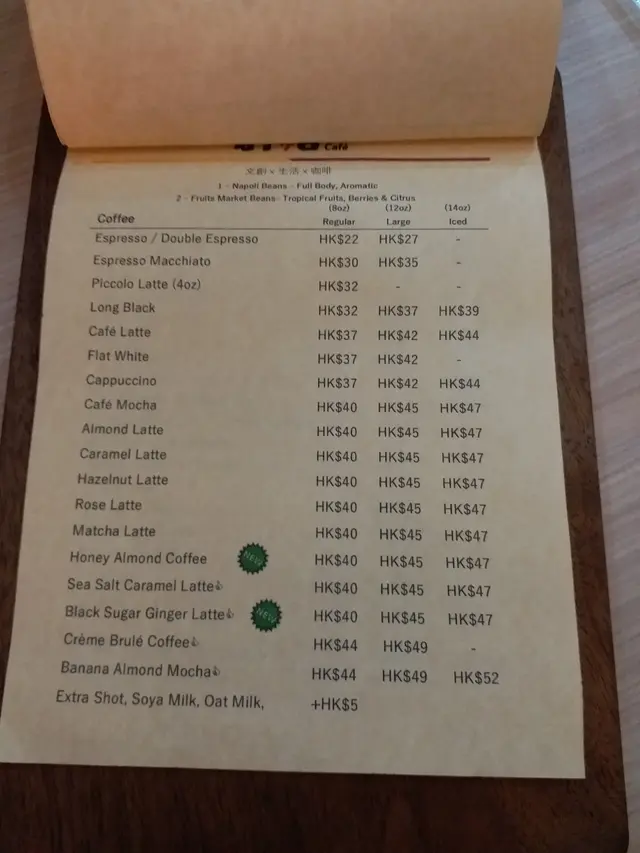 Café
文創 × 生活 × 咖啡
1 - Napoli Beans - Full Body, Aromatic
2 - Fruits Market Beans- Tropical Fruits, Berries & Citrus
(8oz) (12oz) (14oz)
Coffee Regular Large Iced
Espresso / Double Espresso HK$22 HK$27 -
Espresso Macchiato HK$30 HK$35 -
Piccolo Latte (4oz) HK$32 - -
Long Black HK$32 HK$37 HK$39
Café Latte HK$37 HK$42 HK$44
Flat White HK$37 HK$42 -
Cappuccino HK$37 HK$42 HK$44
Café Mocha HK$40 HK$45 HK$47
Almond Latte HK$40 HK$45 HK$47
Caramel Latte HK$40 HK$45 HK$47
Hazelnut Latte HK$40 HK$45 HK$47
Rose Latte HK$40 HK$45 HK$47
Matcha Latte HK$40 HK$45 HK$47
Honey Almond Coffee NEW HK$40 HK$45 HK$47
Sea Salt Caramel Latte HK$40 HK$45 HK$47
Black Sugar Ginger Latte NEW HK$40 HK$45 HK$47
Crème Brulé Coffee HK$44 HK$49 -
Banana Almond Mocha HK$44 HK$49 HK$52
Extra Shot, Soya Milk, Oat Milk, +HK$5